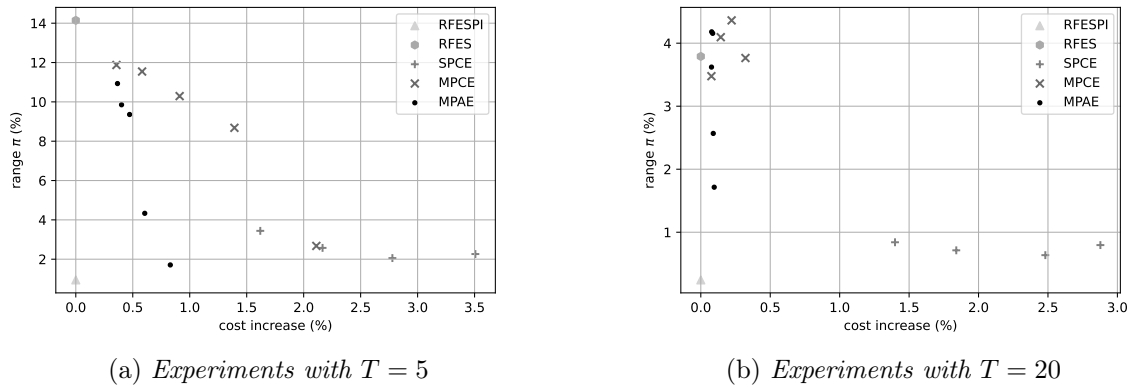 14
12
10
8
6
4
2
range π (%)
0.0 0.5 1.0 1.5 2.0 2.5 3.0 3.5
cost increase (%)
RFESPI
RFES
SPCE
MPCE
MPAE
(a) Experiments with T = 5
4
3
2
1
range π (%)
0.0 0.5 1.0 1.5 2.0 2.5 3.0
cost increase (%)
RFESPI
RFES
SPCE
MPCE
MPAE
(b) Experiments with T = 20